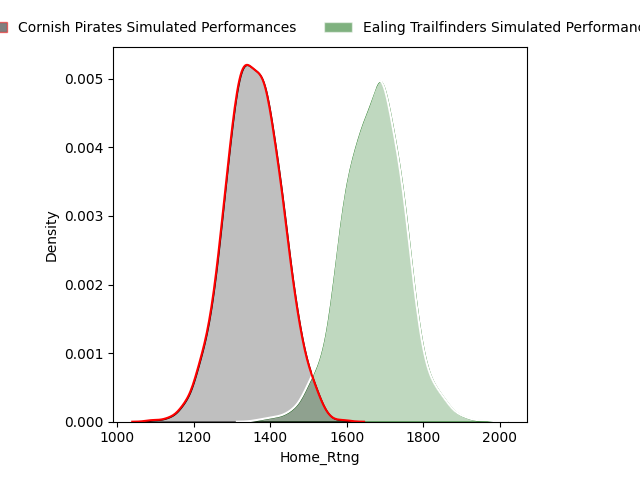 Cornish Pirates Simulated Performances
Ealing Trailfinders Simulated
0.005
0.004
0.003
0.002
0.001
0.000
Density
1000 1200 1400 1600 1800 2000
Home_Rtng